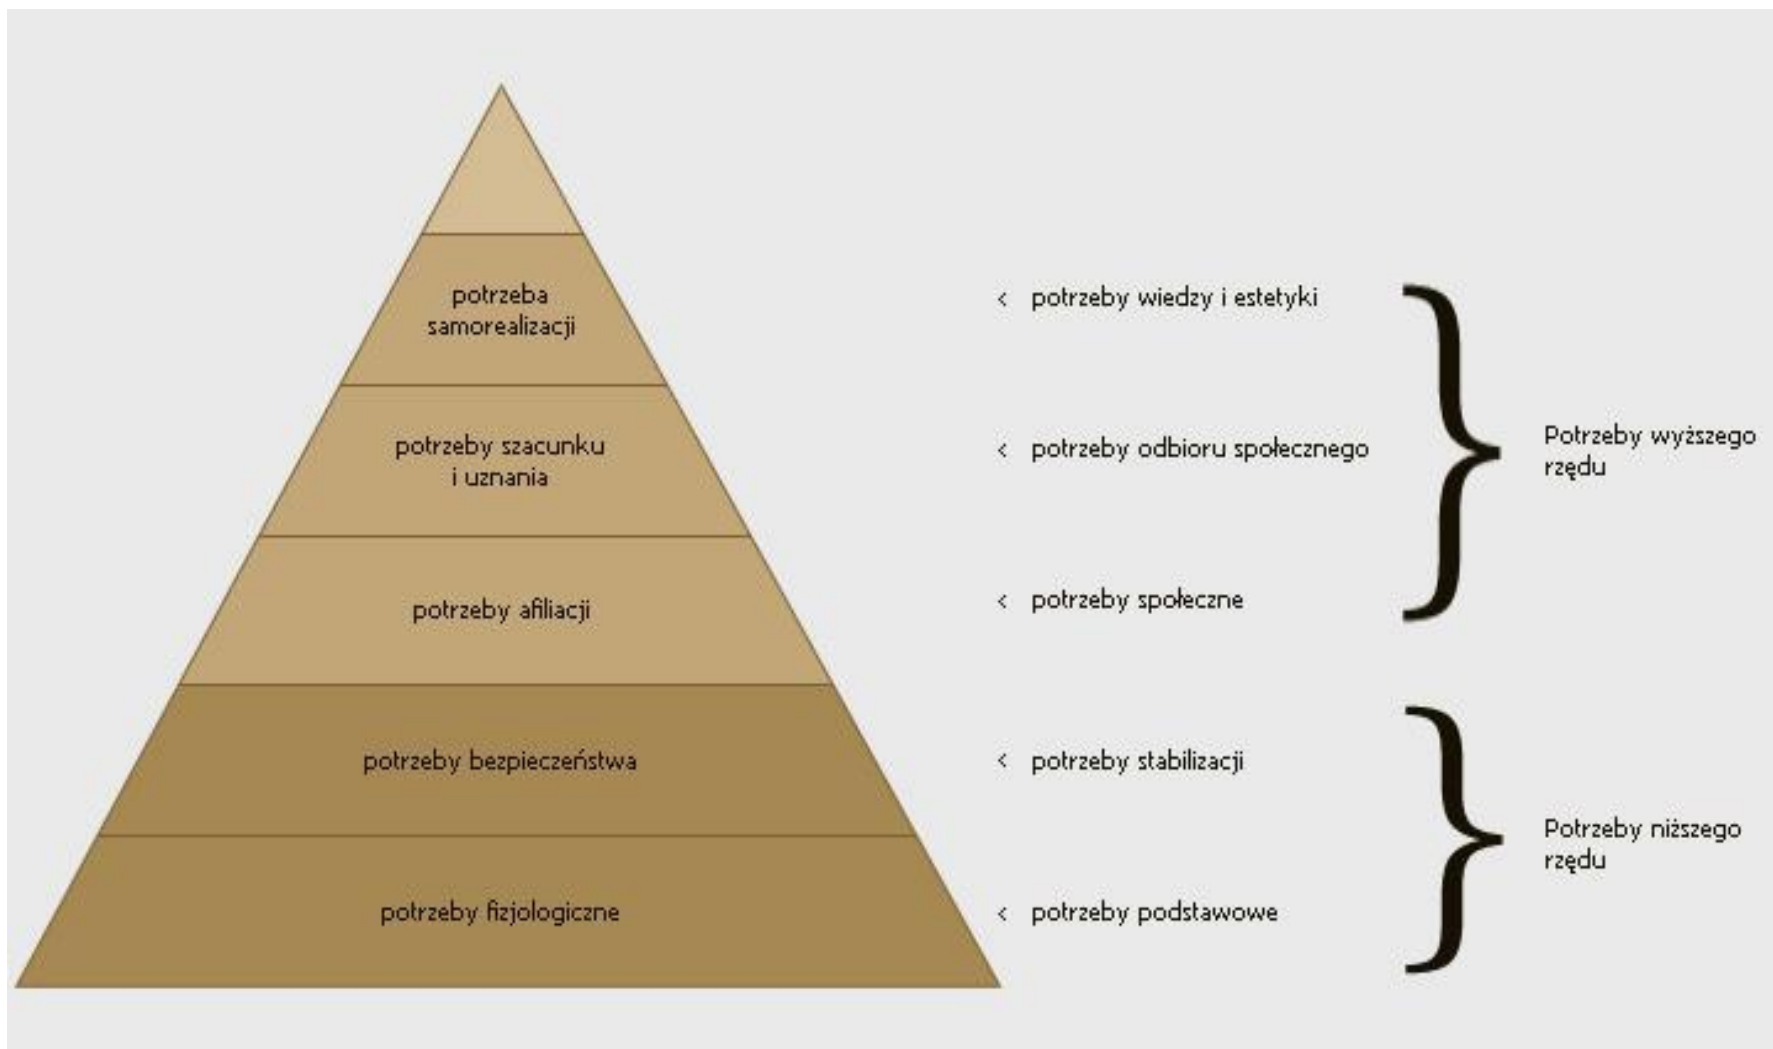 potrzeba
samorealizacji
< potrzeby wiedzy i estetyki
potrzeby szacunku
i uznania
< potrzeby odbioru społecznego
Potrzeby wyższego
rzędu
potrzeby afiliacji
< potrzeby społeczne
potrzeby bezpieczeństwa
< potrzeby stabilizacji
Potrzeby niższego
rzędu
potrzeby fizjologiczne
< potrzeby podstawowe